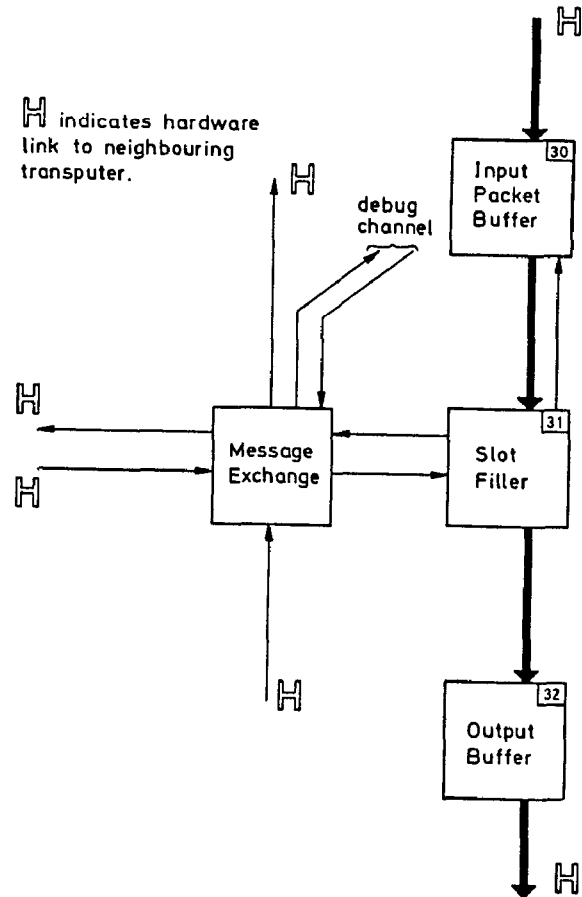 H
H indicates hardware
link to neighbouring
transputer.
30
Input
Packet
Buffer
H
debug
channel
H
31
Message
Exchange
Slot
Filler
H
H
32
Output
Buffer
H